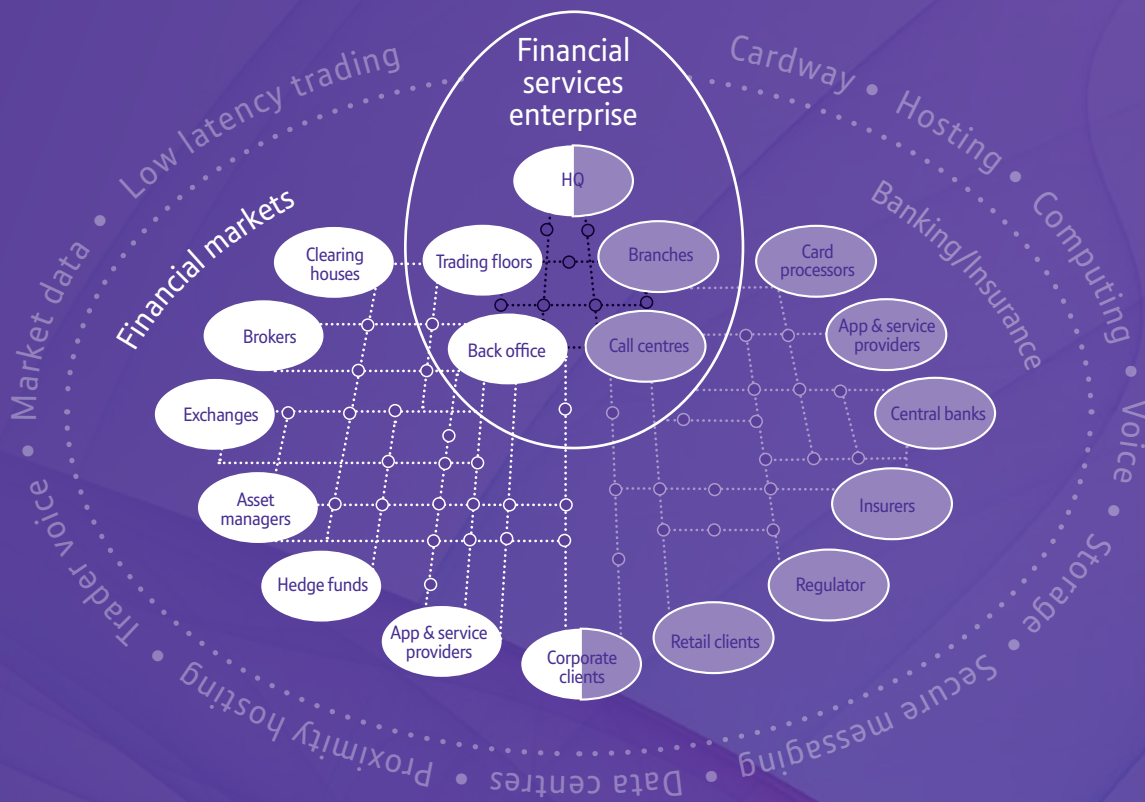 Financial
services
enterprise
Low latency trading
Cardway • Hosting • Computing • Voice • Storage • Secure messaging • Data centres • Proximity hosting • Trader voice • Market data •
Financial markets
Banking/Insurance
HQ
Clearing
houses
Trading floors
Branches
Card
processors
Brokers
Back office
Call centres
App & service
providers
Exchanges
Central banks
Asset
managers
Insurers
Hedge funds
Regulator
App & service
providers
Corporate
clients
Retail clients